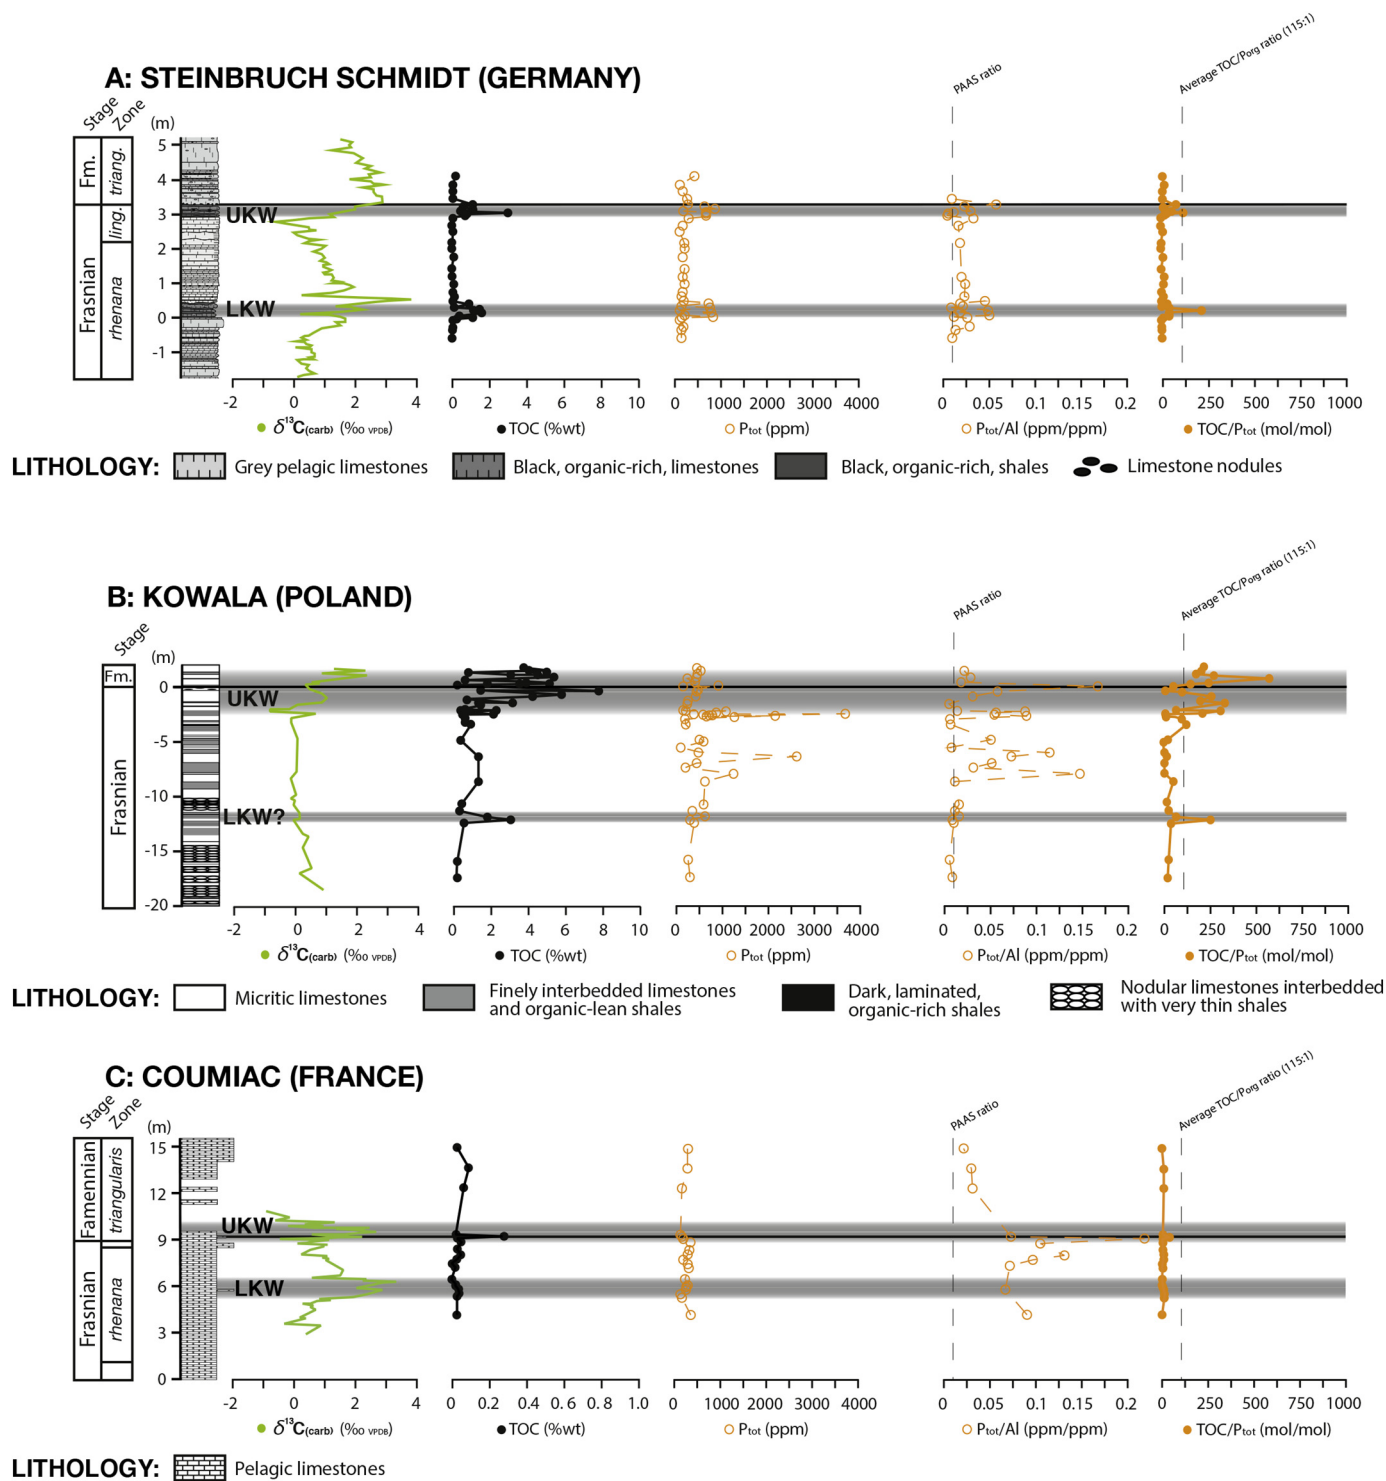 A: STEINBRUCH SCHMIDT (GERMANY)
PAAS ratio
Average TOC/Porg ratio (115:1)
Stage
Zone
(m)
Fm.
triang.
ling.
Frasnian
rhenana
5
4
3
2
1
0
-1
UKW
LKW
-2 0 2 4
0 2 4 6 8 10
0 1000 2000 3000 4000
0 0.05 0.1 0.15 0.2
0 250 500 750 1000
δ¹³C(carb) (%o VPDB)
TOC (%wt)
Ptot (ppm)
Ptot/Al (ppm/ppm)
TOC/Ptot (mol/mol)
LITHOLOGY: Grey pelagic limestones Black, organic-rich, limestones Black, organic-rich, shales Limestone nodules
B: KOWALA (POLAND)
PAAS ratio
Average TOC/Porg ratio (115:1)
Stage
(m)
Fm.
Frasnian
0
-5
-10
-15
-20
UKW
LKW?
-2 0 2 4
0 2 4 6 8 10
0 1000 2000 3000 4000
0 0.05 0.1 0.15 0.2
0 250 500 750 1000
δ¹³C(carb) (%o VPDB)
TOC (%wt)
Ptot (ppm)
Ptot/Al (ppm/ppm)
TOC/Ptot (mol/mol)
LITHOLOGY: Micritic limestones
Finely interbedded limestones
and organic-lean shales
Dark, laminated,
organic-rich shales
Nodular limestones interbedded
with very thin shales
C: COUMIAC (FRANCE)
PAAS ratio
Average TOC/Porg ratio (115:1)
Stage
Zone
(m)
Famennian
triangularis
Frasnian
rhenana
15
12
9
6
3
0
UKW
LKW
-2 0 2 4
0 0.2 0.4 0.6 0. 8 1.0
0 1000 2000 3000 4000
0 0.05 0.1 0.15 0.2
0 250 500 750 1000
δ¹³C(carb) (%o VPDB)
TOC (%wt)
Ptot (ppm)
Ptot/Al (ppm/ppm)
TOC/Ptot (mol/mol)
LITHOLOGY: Pelagic limestones